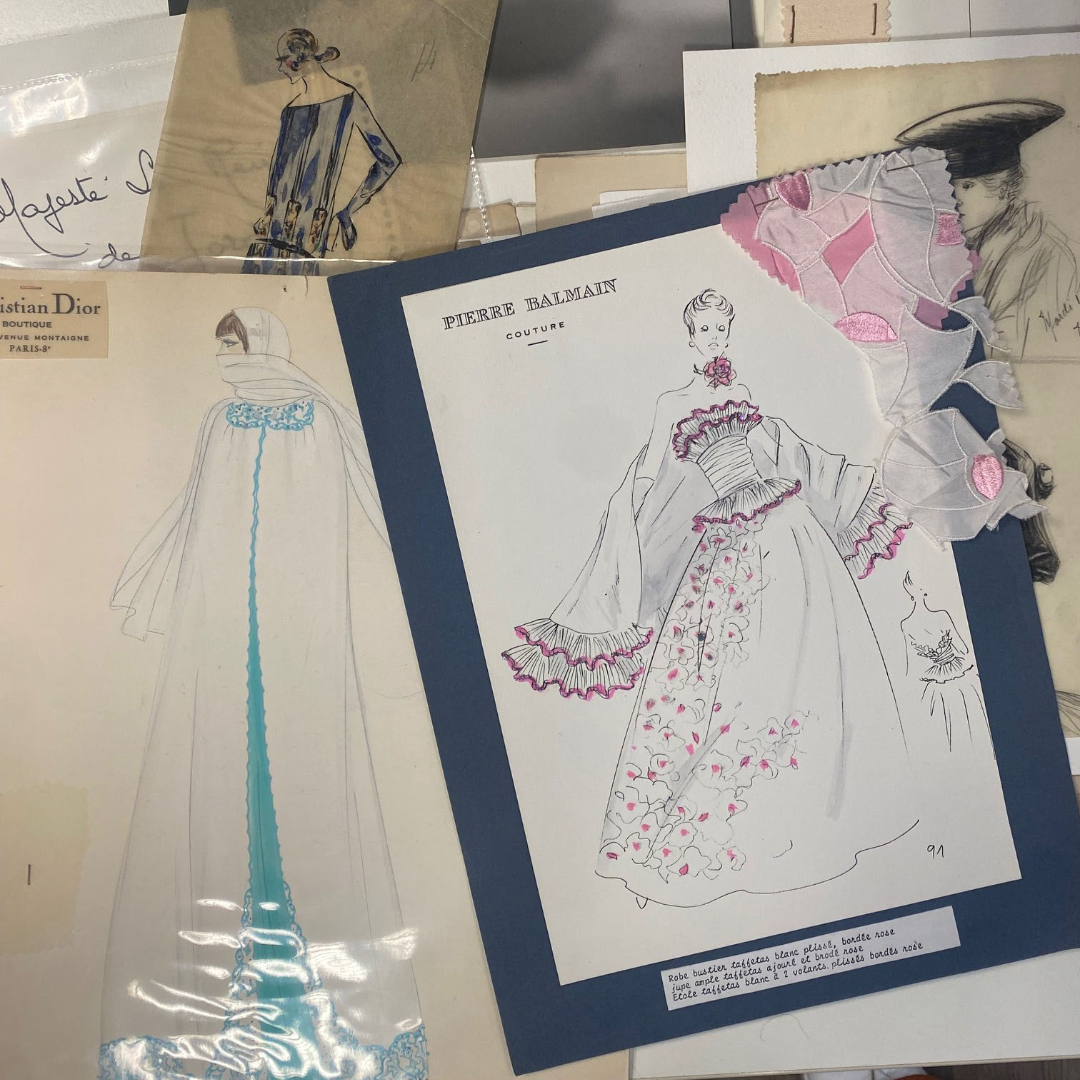 Majesté
de
istian Dior
BOUTIQUE
VENUE MONTAIGNE
PARIS-8e
PIERRE BALMAIN
COUTURE
91
Robe bustier taffetas blanc plissé, bordée rose
jupe ample taffetas ajouré et brodé rose
Etole taffetas blanc à 2 volants plissés bordés rose